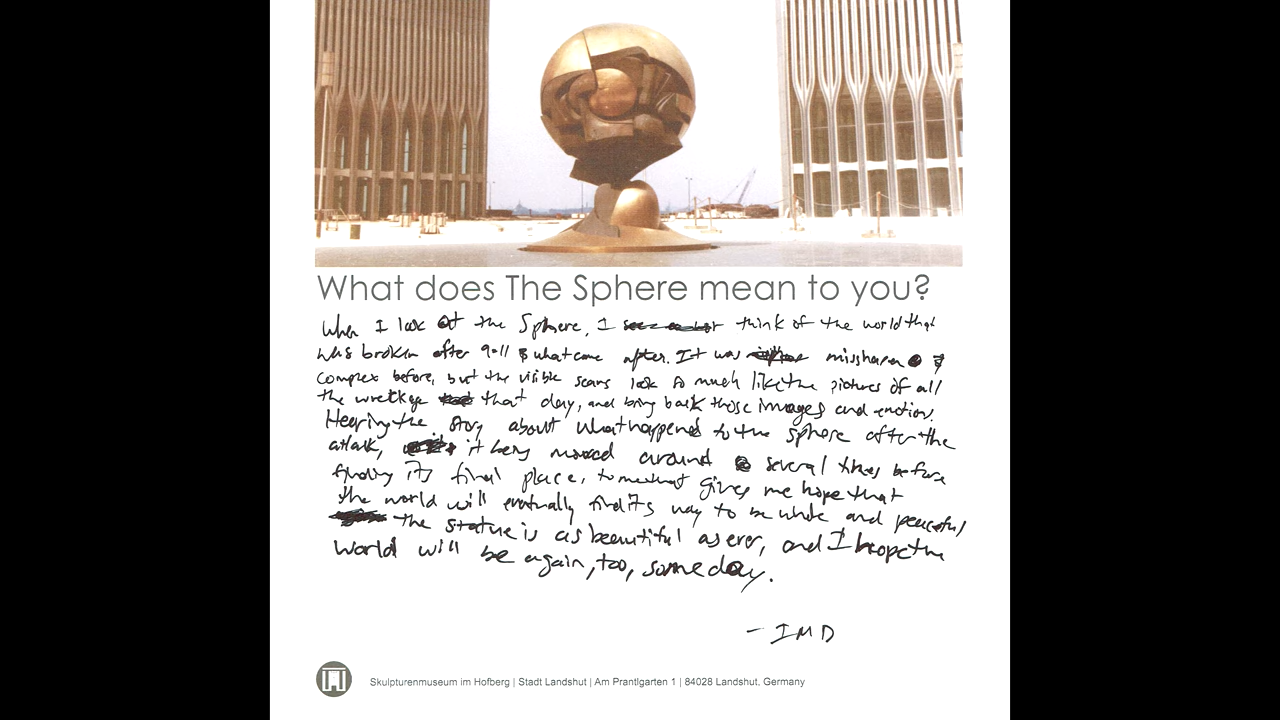 What does The Sphere mean to you?
When I look at the Sphere, I think of the world that
was broken after 9-11 & what came after. It was misshapen &
complex before, but the visible scars look so much like the pictures of all
the wreckage that day, and bring back those images and emotions.
Hearing the story about what happened to the sphere after the
attack, it being moved around several times before
finding its final place, to me that gives me hope that
the world will eventually find its way to be whole and peaceful
the statue is as beautiful as ever, and I hope the
world will be again, too, someday.
- IMD
Skulpturenmuseum im Hofberg | Stadt Landshut | Am Prantlgarten 1 | 84028 Landshut, Germany